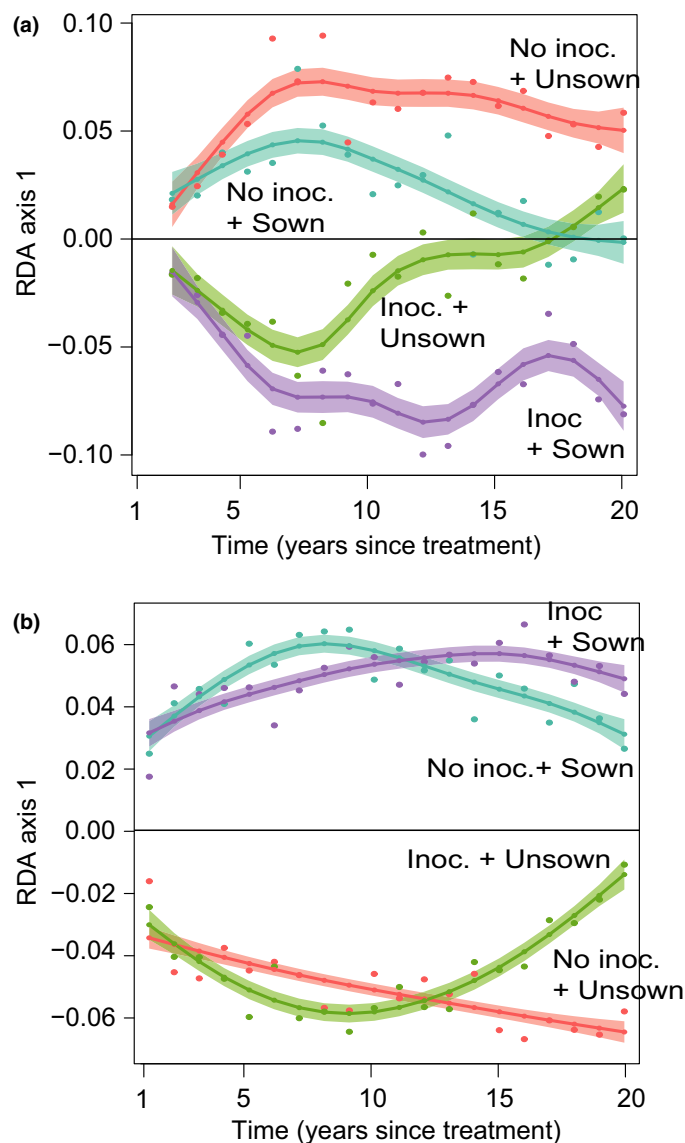 (a)
0.10
0.05
0.00
−0.05
−0.10
RDA axis 1
No inoc.
+ Unsown
No inoc.
+ Sown
Inoc. +
Unsown
Inoc
+ Sown
1
5
10
15
20
Time (years since treatment)
(b)
0.06
0.04
0.02
0.00
−0.02
−0.04
−0.06
RDA axis 1
Inoc
+ Sown
No inoc.+ Sown
Inoc. + Unsown
No inoc.
+ Unsown
1
5
10
15
20
Time (years since treatment)